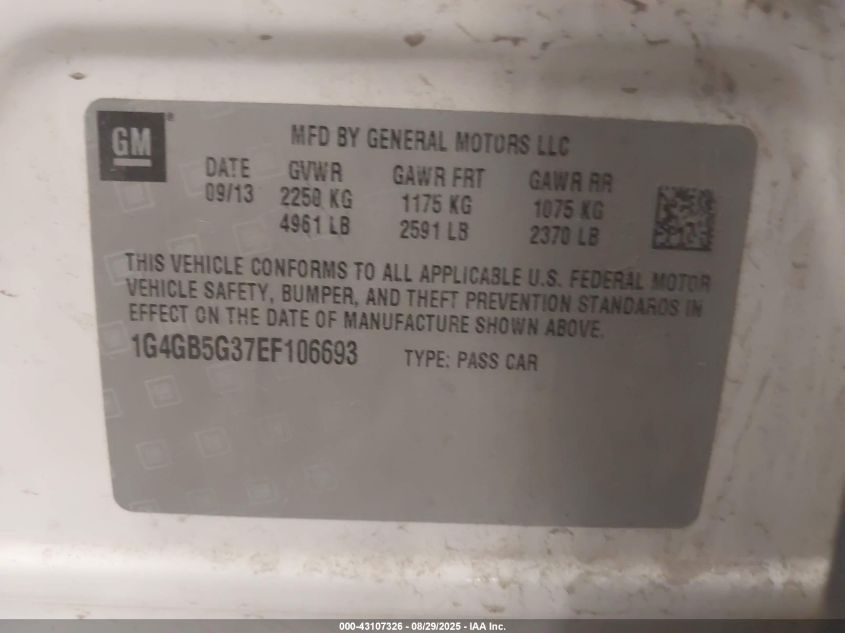 GM®
MFD BY GENERAL MOTORS LLC
DATE GVWR GAWR FRT GAWR RR
09/13 2250 KG 1175 KG 1075 KG
4961 LB 2591 LB 2370 LB
THIS VEHICLE CONFORMS TO ALL APPLICABLE U.S. FEDERAL MOTOR
VEHICLE SAFETY, BUMPER, AND THEFT PREVENTION STANDARDS IN
EFFECT ON THE DATE OF MANUFACTURE SHOWN ABOVE.
1G4GB5G37EF106693 TYPE: PASS CAR
000-43107326 - 08/29/2025 - IAA Inc.